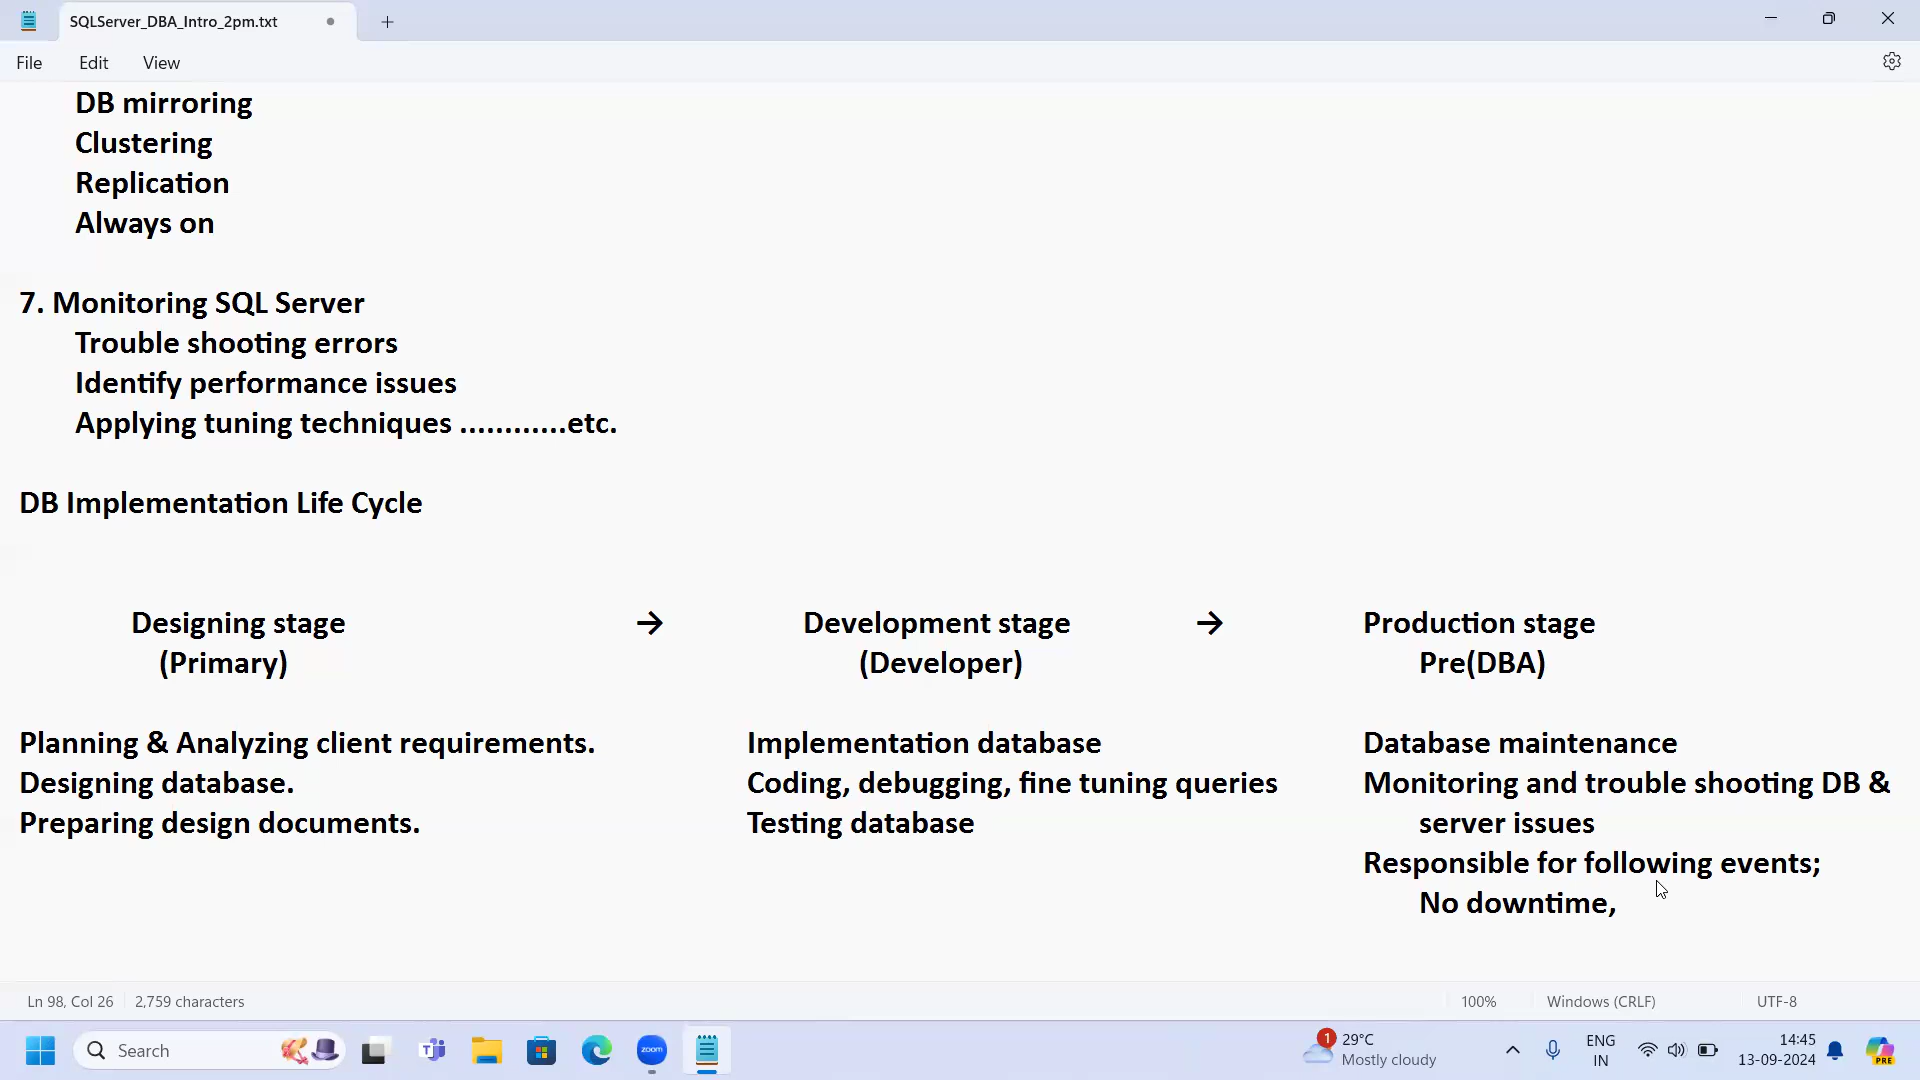 SQLServer_DBA_Intro_2pm.txt
File Edit View
DB mirroring
Clustering
Replication
Always on
7. Monitoring SQL Server
Trouble shooting errors
Identify performance issues
Applying tuning techniques ............etc.
DB Implementation Life Cycle
Designing stage → Development stage → Production stage
(Primary) (Developer) Pre(DBA)
Planning & Analyzing client requirements. Implementation database Database maintenance
Designing database. Coding, debugging, fine tuning queries Monitoring and trouble shooting DB &
Preparing design documents. Testing database server issues
Responsible for following events;
No downtime,
Ln 98, Col 26 2,759 characters 100% Windows (CRLF) UTF-8
Search zoom 1 29°C ENG 14:45
Mostly cloudy IN 13-09-2024 PRE